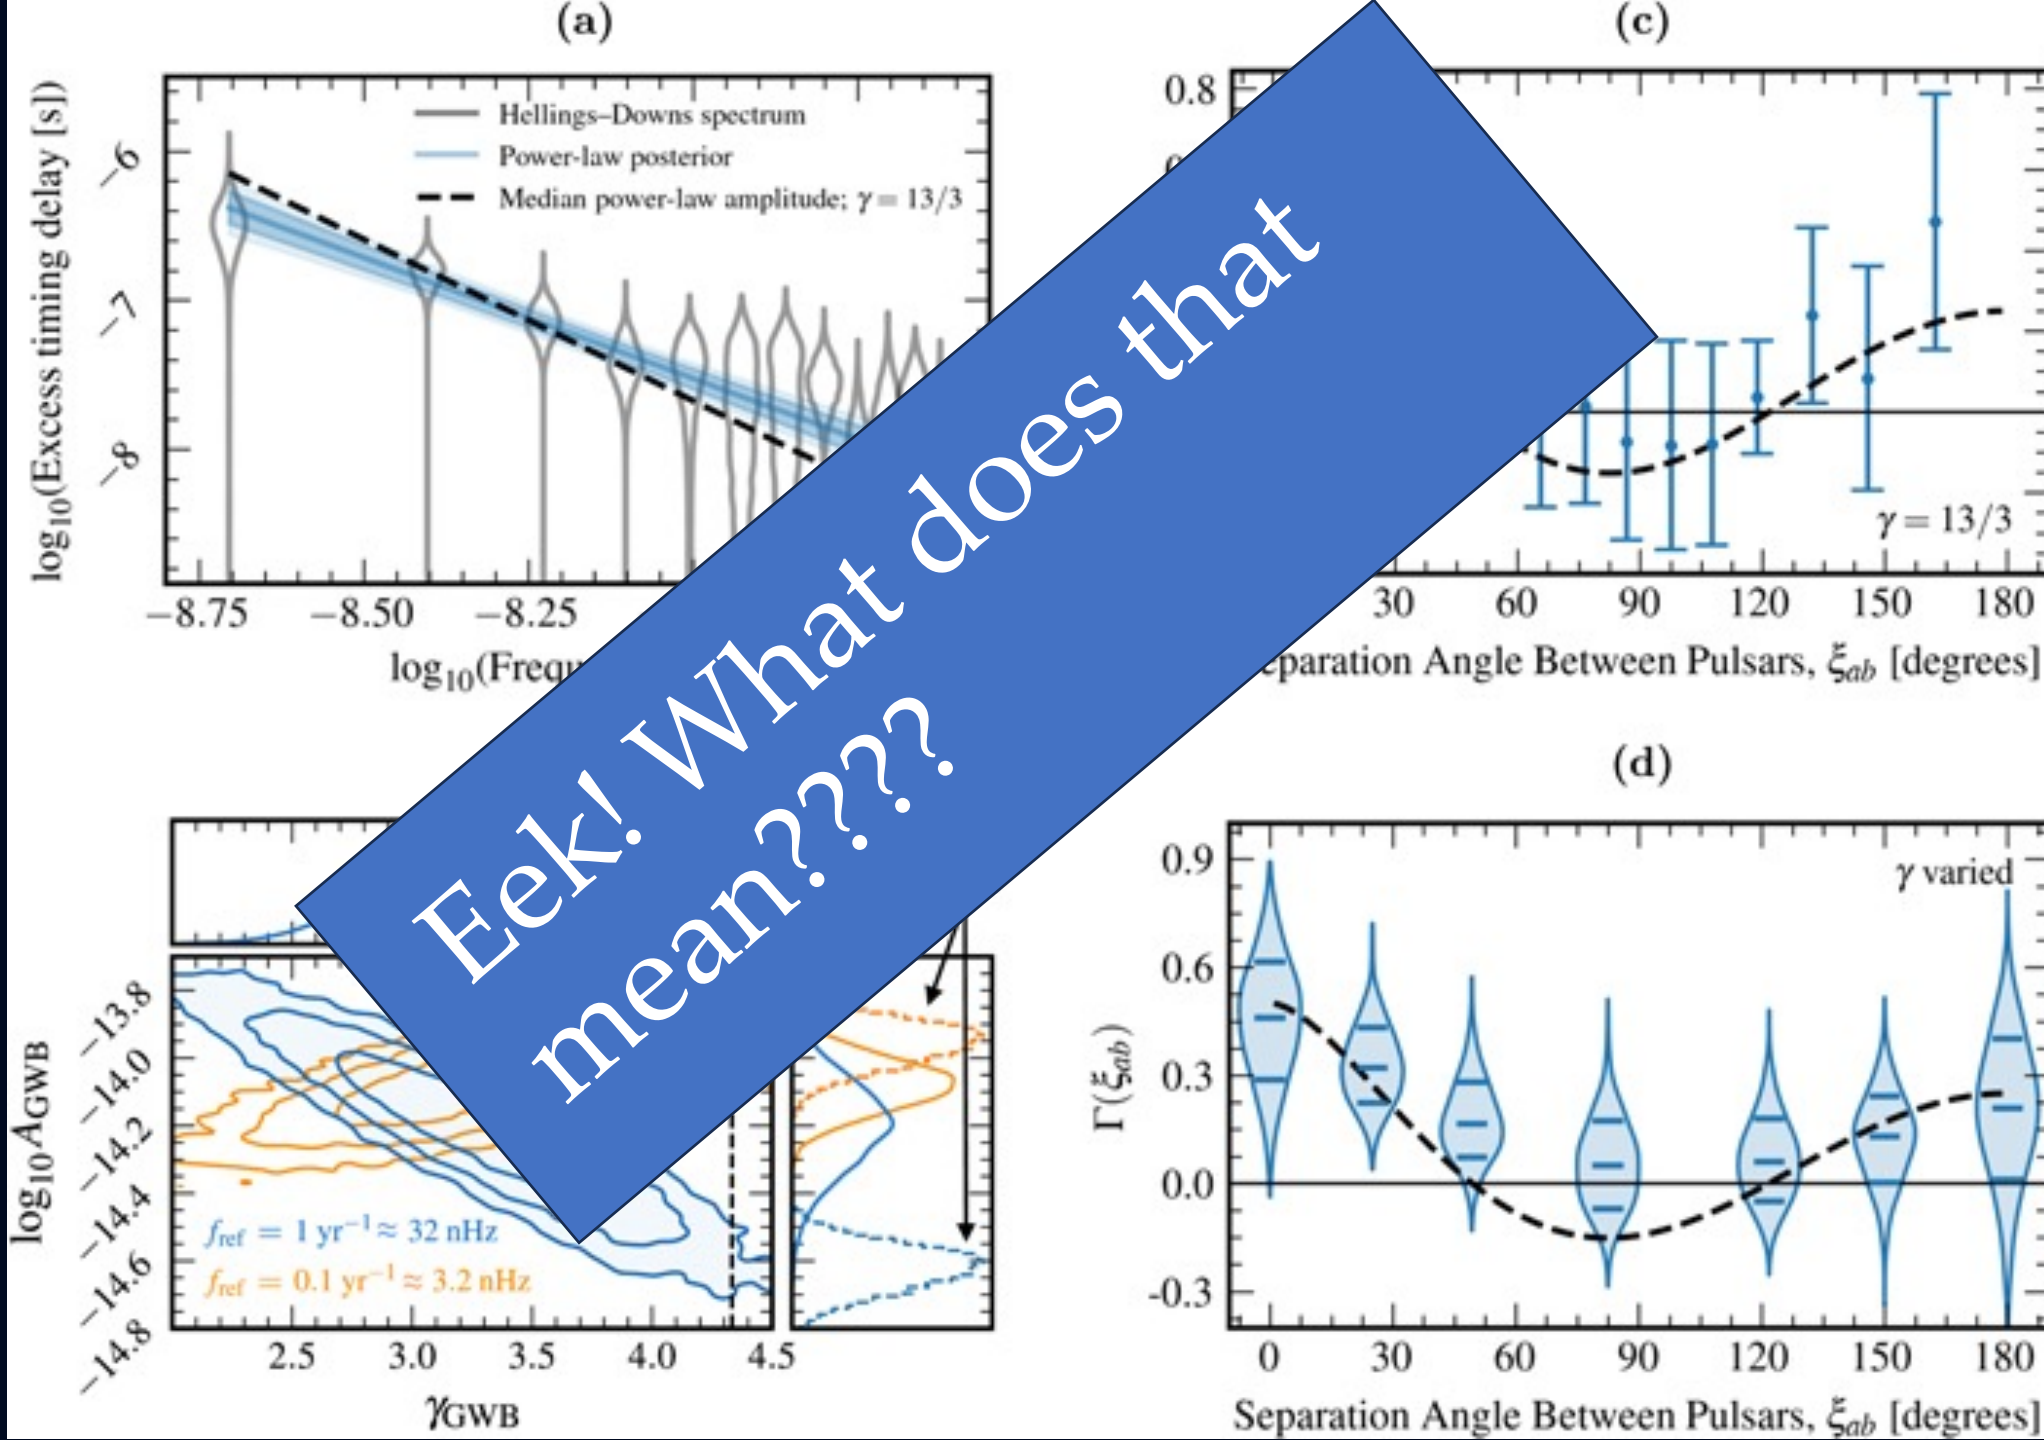 (a)
log10(Excess timing delay [s])
−6
−7
−8
Hellings–Downs spectrum
Power-law posterior
Median power-law amplitude; γ = 13/3
−8.75 −8.50 −8.25
log10(Frequ
(c)
0.8
γ = 13/3
30 60 90 120 150 180
eparation Angle Between Pulsars, ξab [degrees]
Eek! What does that
mean????
log10AGWB
−13.8
−14.0
−14.2
−14.4
−14.6
−14.8
fref = 1 yr−1 ≈ 32 nHz
fref = 0.1 yr−1 ≈ 3.2 nHz
2.5 3.0 3.5 4.0 4.5
γGWB
(d)
Γ(ξab)
0.9
0.6
0.3
0.0
-0.3
γ varied
0 30 60 90 120 150 180
Separation Angle Between Pulsars, ξab [degrees]